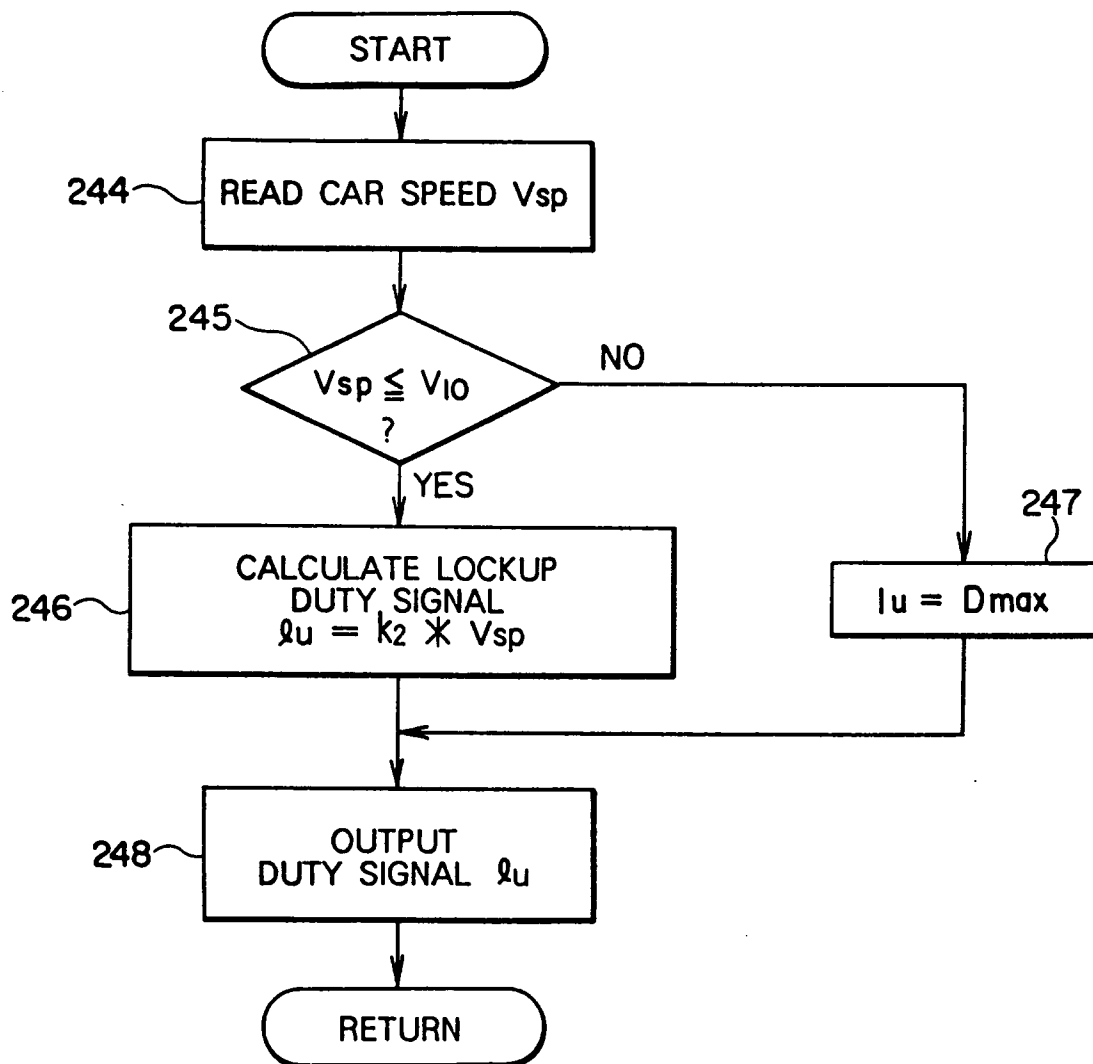 START
244
READ CAR SPEED Vsp
245
Vsp ≦ V10
?
NO
YES
247
246
CALCULATE LOCKUP
DUTY SIGNAL
ℓu = k2 * Vsp
lu = Dmax
248
OUTPUT
DUTY SIGNAL ℓu
RETURN